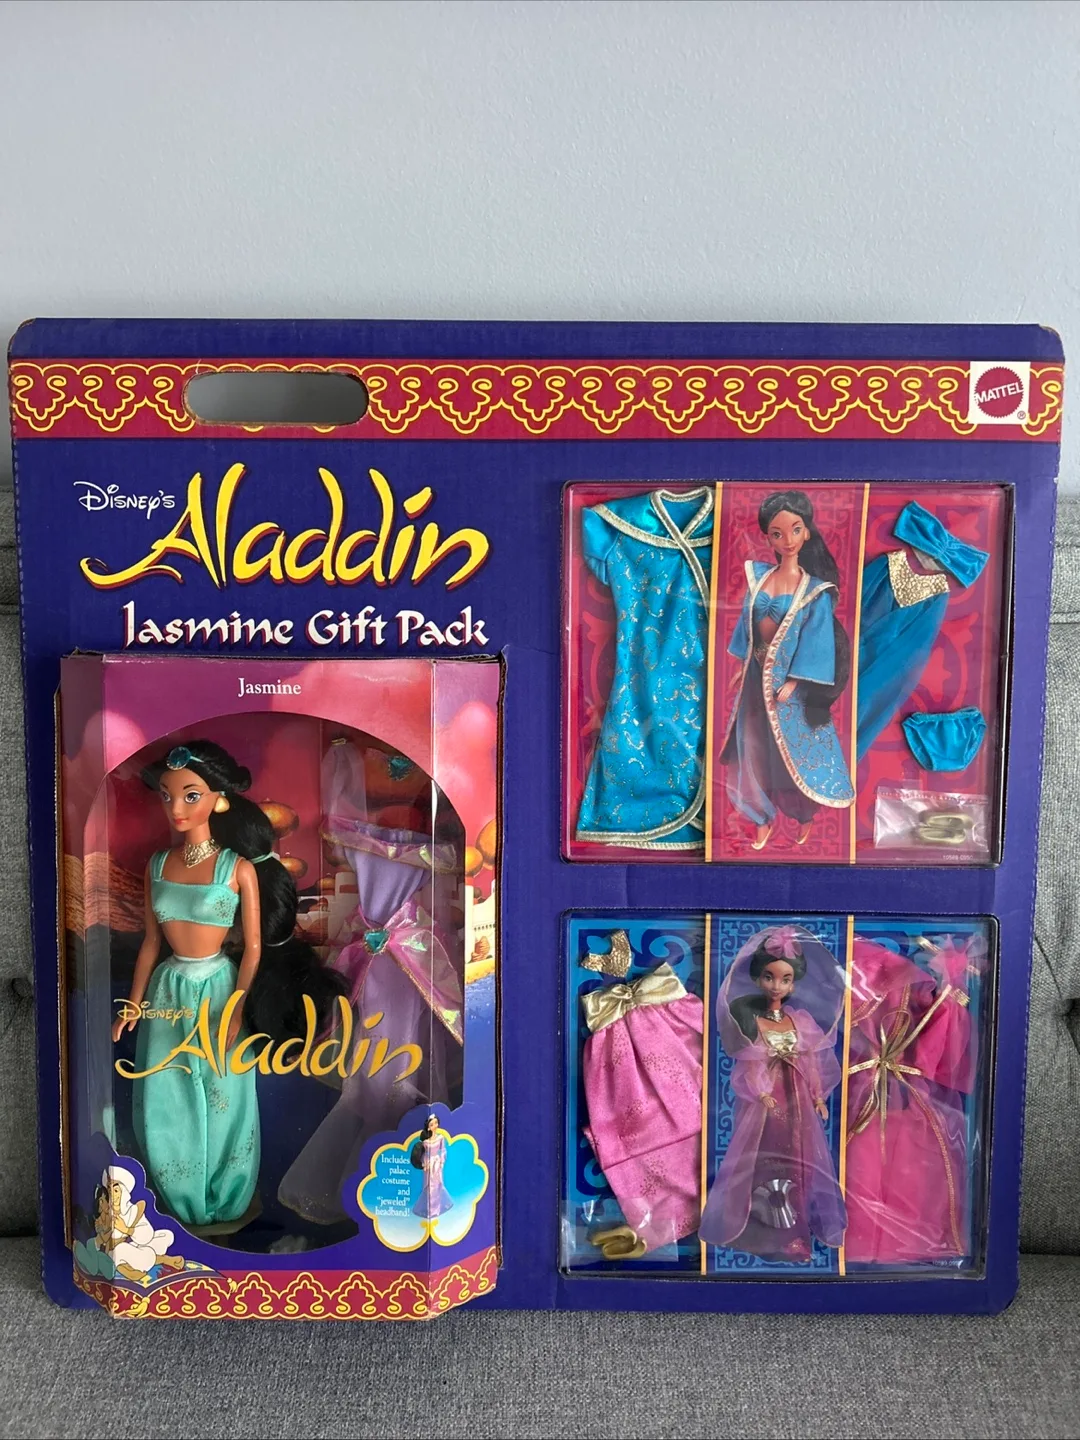 MATTEL
®
DISNEY'S
Aladdin
Jasmine Gift Pack
Jasmine
DISNEY'S
Aladdin
Includes
palace
costume
and
"jeweled"
headband!